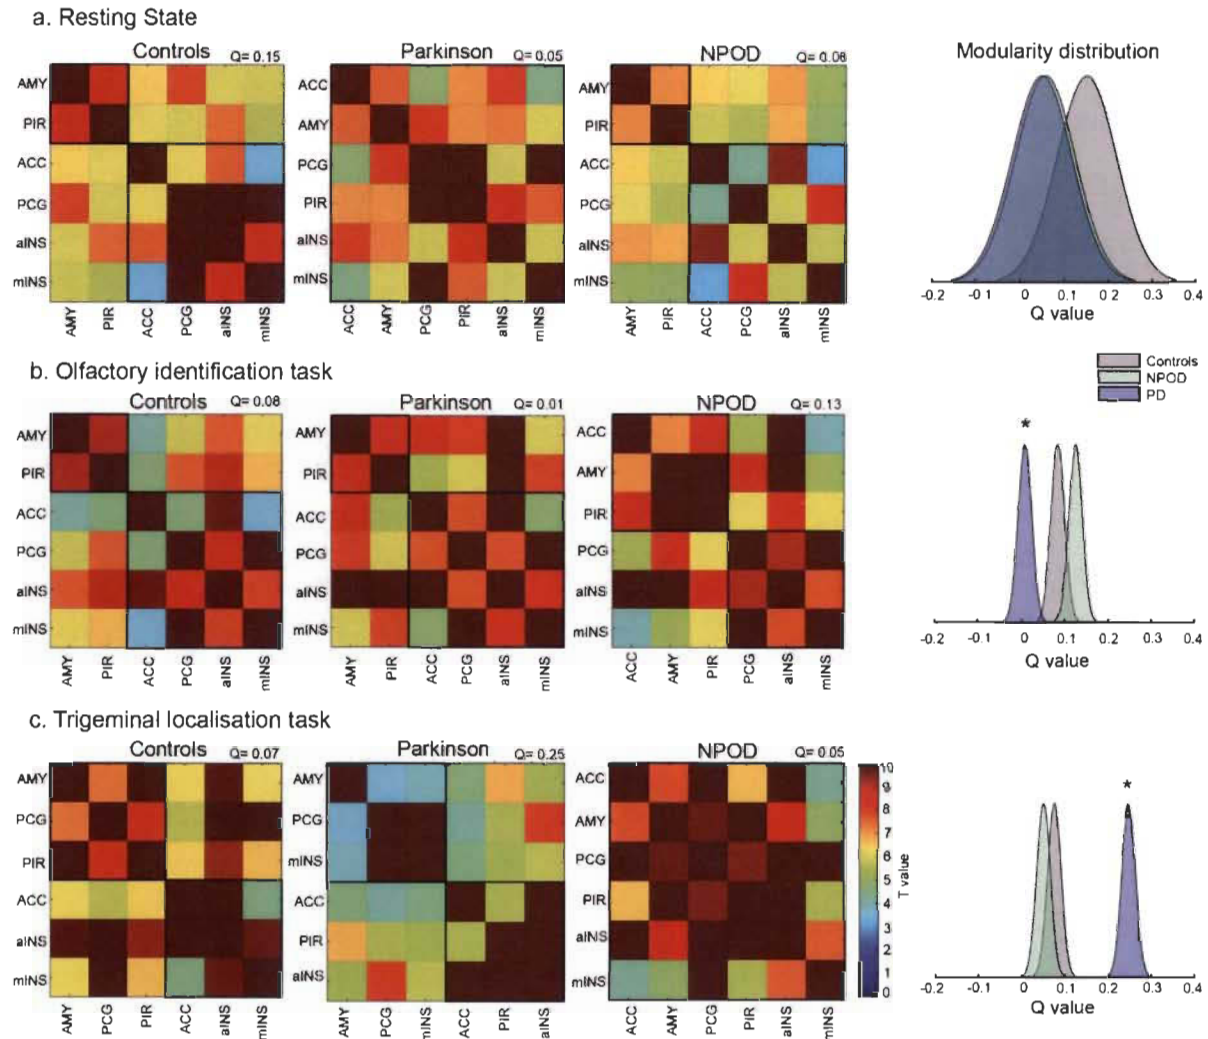 a. Resting State
Controls Q= 0.15 Parkinson Q= 0.05 NPOD Q= 0.06 Modularity distribution
AMY
PIR
ACC
PCG
aINS
mINS
AMY PIR ACC PCG aINS mINS
ACC
AMY
PCG
PIR
aINS
mINS
ACC AMY PCG PIR aINS mINS
AMY
PIR
ACC
PCG
aINS
mINS
AMY PIR ACC PCG aINS mINS
-0.2 -0.1 0 0.1 0.2 0.3 0.4
Q value
Controls
NPOD
PD
b. Olfactory identification task
Controls Q= 0.08 Parkinson Q= 0.01 NPOD Q= 0.13
AMY
PIR
ACC
PCG
aINS
mINS
AMY PIR ACC PCG aINS mINS
AMY
PIR
ACC
PCG
aINS
mINS
AMY PIR ACC PCG aINS mINS
ACC
AMY
PIR
PCG
aINS
mINS
ACC AMY PIR PCG aINS mINS
*
-0.2 -0.1 0 0.1 0.2 0.3 0.4
Q value
c. Trigeminal localisation task
Controls Q= 0.07 Parkinson Q= 0.25 NPOD Q= 0.05
AMY
PCG
PIR
ACC
aINS
mINS
AMY PCG PIR ACC aINS mINS
AMY
PCG
mINS
ACC
PIR
aINS
AMY PCG mINS ACC PIR aINS
ACC
AMY
PCG
PIR
aINS
mINS
ACC AMY PCG PIR aINS mINS
10
9
8
7
6
5
4
3
2
1
0
T value
*
-0.2 -0.1 0 0.1 0.2 0.3 0.4
Q value